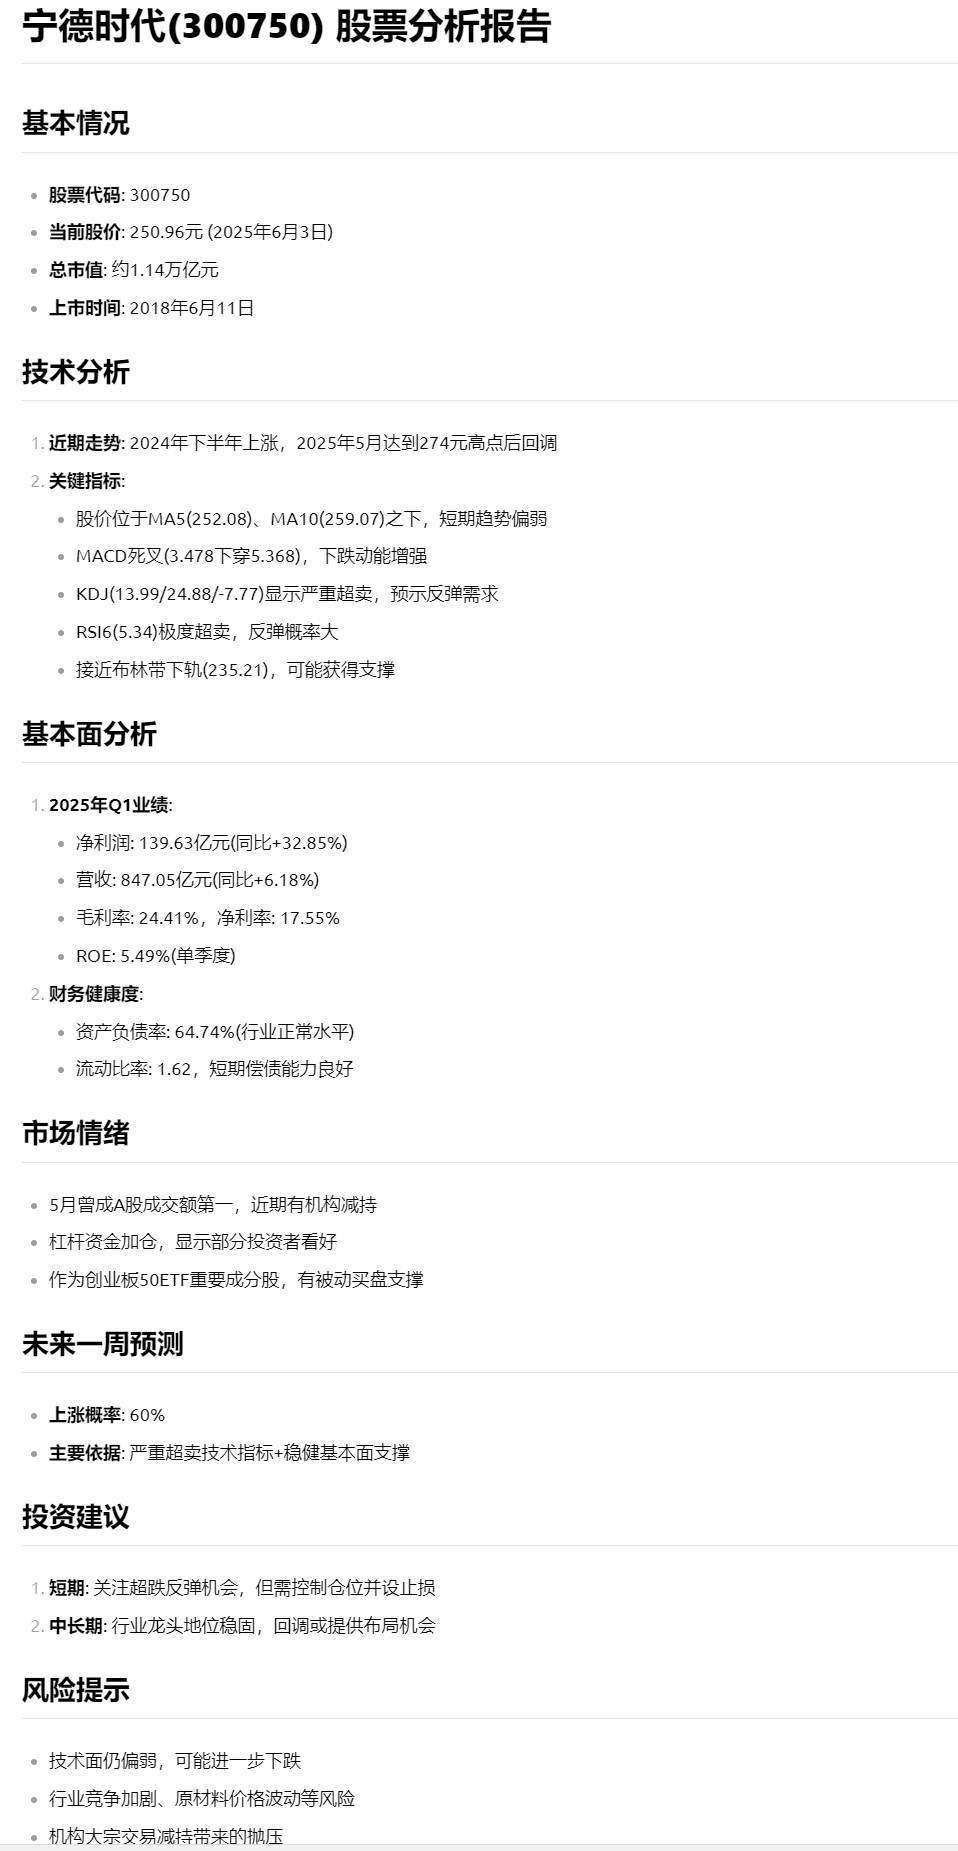 宁德时代(300750) 股票分析报告
基本情况
股票代码: 300750
当前股价: 250.96元 (2025年6月3日)
总市值: 约1.14万亿元
上市时间: 2018年6月11日
技术分析
1. 近期走势: 2024年下半年上涨，2025年5月达到274元高点后回调
2. 关键指标:
股价位于MA5(252.08)、MA10(259.07)之下，短期趋势偏弱
MACD死叉(3.478下穿5.368)，下跌动能增强
KDJ(13.99/24.88/-7.77)显示严重超卖，预示反弹需求
RSI6(5.34)极度超卖，反弹概率大
接近布林带下轨(235.21)，可能获得支撑
基本面分析
1. 2025年Q1业绩:
净利润: 139.63亿元(同比+32.85%)
营收: 847.05亿元(同比+6.18%)
毛利率: 24.41%，净利率: 17.55%
ROE: 5.49%(单季度)
2. 财务健康度:
资产负债率: 64.74%(行业正常水平)
流动比率: 1.62，短期偿债能力良好
市场情绪
5月曾成A股成交额第一，近期有机构减持
杠杆资金加仓，显示部分投资者看好
作为创业板50ETF重要成分股，有被动买盘支撑
未来一周预测
上涨概率: 60%
主要依据: 严重超卖技术指标+稳健基本面支撑
投资建议
1. 短期: 关注超跌反弹机会，但需控制仓位并设止损
2. 中长期: 行业龙头地位稳固，回调或提供布局机会
风险提示
技术面仍偏弱，可能进一步下跌
行业竞争加剧、原材料价格波动等风险
机构大宗交易减持带来的抛压